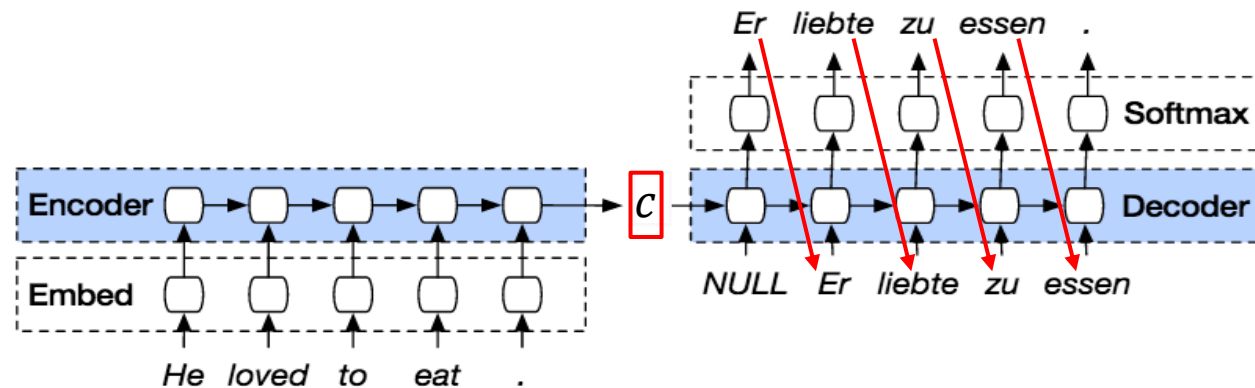 Er liebte zu essen .
Softmax
Encoder
C
Decoder
NULL Er liebte zu essen
Embed
He loved to eat .